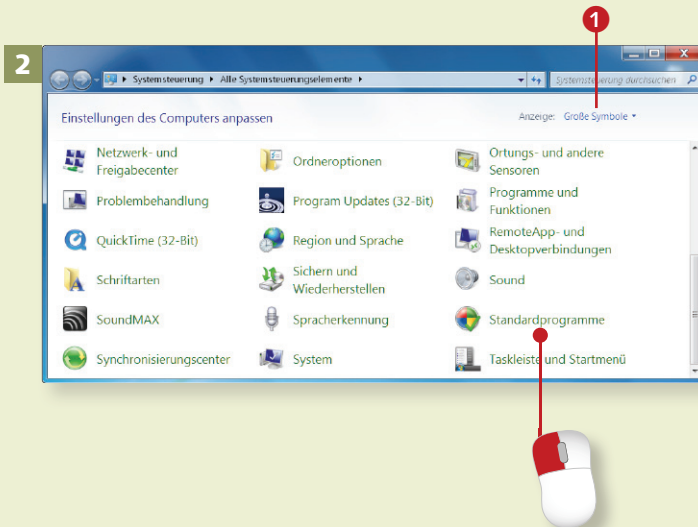 1
2
Systemsteuerung
Alle Systemsteuerungselemente
Systemsteuerung durchsuchen
Einstellungen des Computers anpassen
Anzeige: Große Symbole
Netzwerk- und
Freigabecenter
Ordneroptionen
Ortungs- und andere
Sensoren
Problembehandlung
Program Updates (32-Bit)
Programme und
Funktionen
QuickTime (32-Bit)
Region und Sprache
RemoteApp- und
Desktopverbindungen
Schriftarten
Sichern und
Wiederherstellen
Sound
SoundMAX
Spracherkennung
Standardprogramme
Synchronisierungscenter
System
Taskleiste und Startmenü